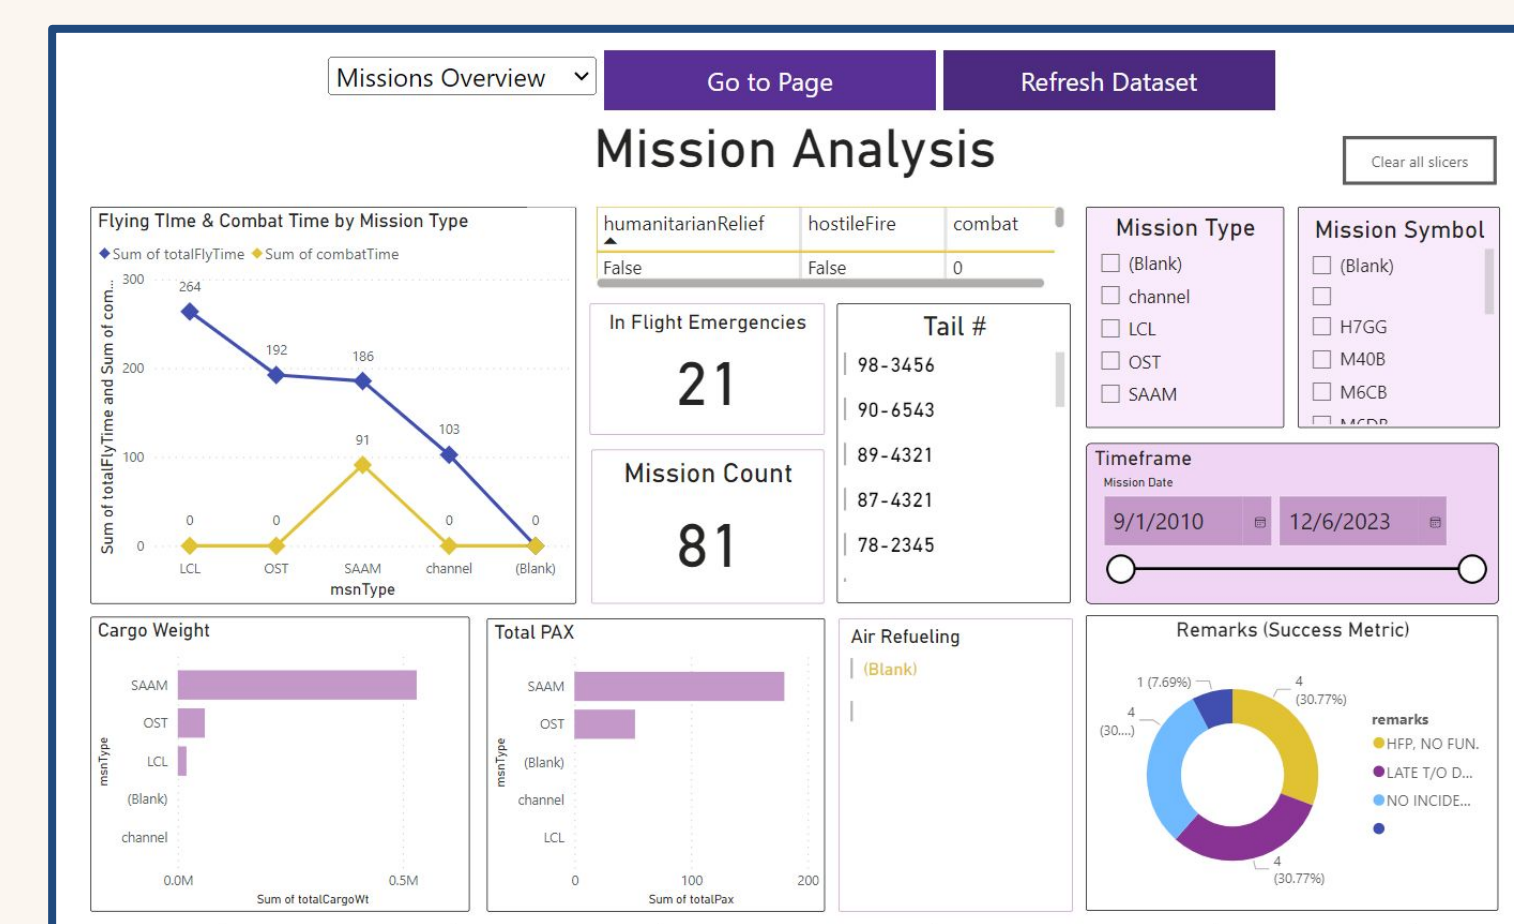 Missions Overview
Go to Page
Refresh Dataset
Mission Analysis
Clear all slicers
Flying TIme & Combat Time by Mission Type
Sum of totalFlyTime Sum of combatTime
Sum of totalFlyTime and Sum of com...
300
200
100
0
264
192
186
103
91
0
0
0
0
LCL
OST
SAAM
channel
(Blank)
msnType
humanitarianRelief hostileFire combat
False False 0
In Flight Emergencies
21
Mission Count
81
Tail #
98-3456
90-6543
89-4321
87-4321
78-2345
Mission Type
(Blank)
channel
LCL
OST
SAAM
Mission Symbol
(Blank)
H7GG
M40B
M6CB
Timeframe
Mission Date
9/1/2010
12/6/2023
Cargo Weight
msnType
SAAM
OST
LCL
(Blank)
channel
0.0M
0.5M
Sum of totalCargoWt
Total PAX
msnType
SAAM
OST
(Blank)
channel
LCL
0
100
200
Sum of totalPax
Air Refueling
(Blank)
Remarks (Success Metric)
1 (7.69%)
4
(30.77%)
4
(30....)
4
(30.77%)
remarks
HFP, NO FUN.
LATE T/O D...
NO INCIDE...